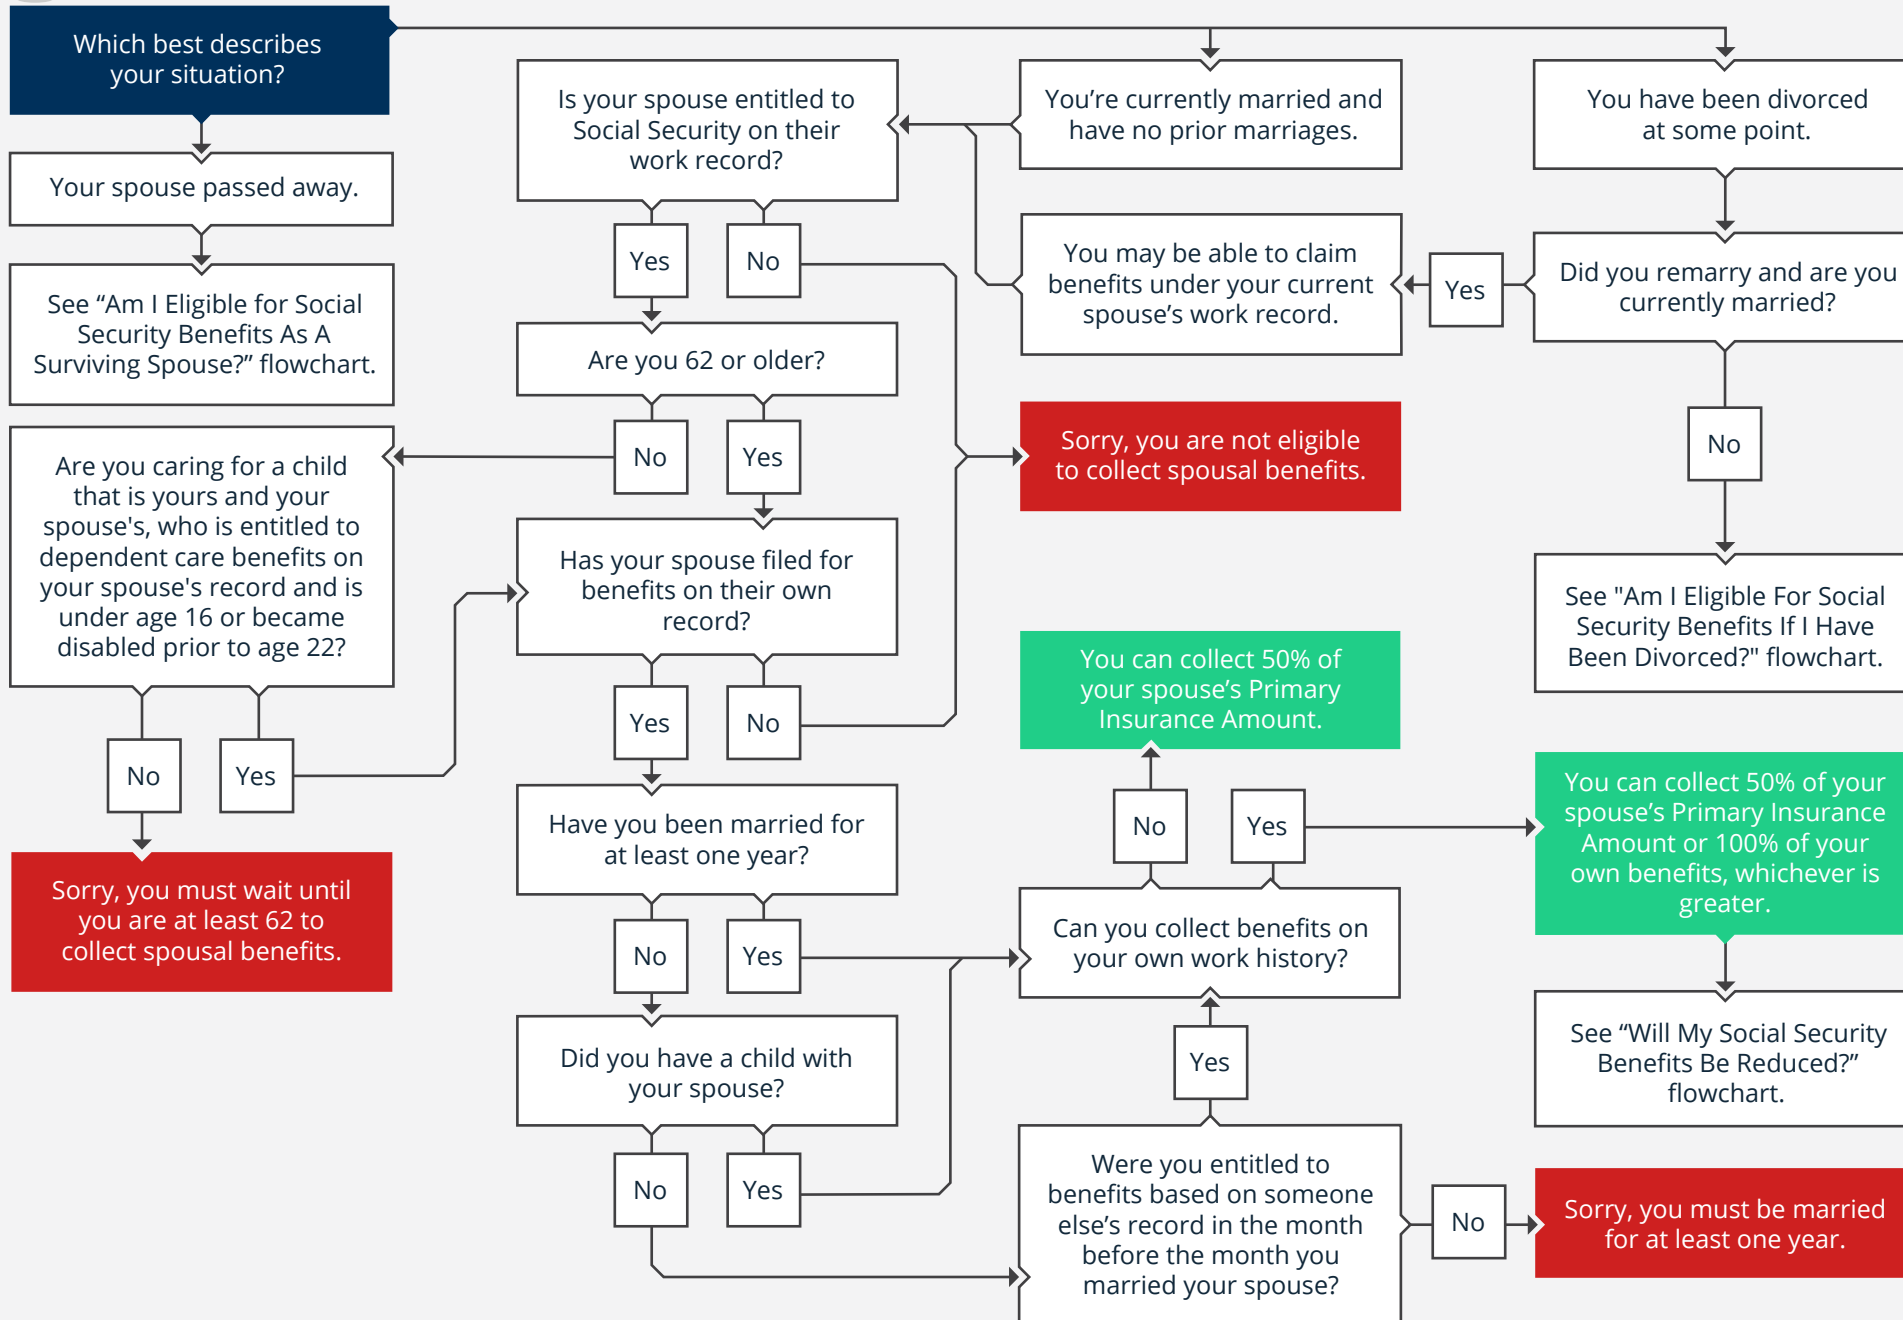 Which best describes
your situation?
Your spouse passed away.
See “Am I Eligible for Social
Security Benefits As A
Surviving Spouse?” flowchart.
Are you caring for a child
that is yours and your
spouse's, who is entitled to
dependent care benefits on
your spouse's record and is
under age 16 or became
disabled prior to age 22?
No
Yes
Sorry, you must wait until
you are at least 62 to
collect spousal benefits.
Is your spouse entitled to
Social Security on their
work record?
Yes
No
Are you 62 or older?
No
Yes
Has your spouse filed for
benefits on their own
record?
Yes
No
Have you been married for
at least one year?
No
Yes
Did you have a child with
your spouse?
No
Yes
You’re currently married and
have no prior marriages.
You may be able to claim
benefits under your current
spouse’s work record.
Yes
Sorry, you are not eligible
to collect spousal benefits.
You can collect 50% of
your spouse’s Primary
Insurance Amount.
No
Yes
Can you collect benefits on
your own work history?
Yes
Were you entitled to
benefits based on someone
else’s record in the month
before the month you
married your spouse?
No
You have been divorced
at some point.
Did you remarry and are you
currently married?
No
See "Am I Eligible For Social
Security Benefits If I Have
Been Divorced?" flowchart.
You can collect 50% of your
spouse’s Primary Insurance
Amount or 100% of your
own benefits, whichever is
greater.
See “Will My Social Security
Benefits Be Reduced?”
flowchart.
Sorry, you must be married
for at least one year.